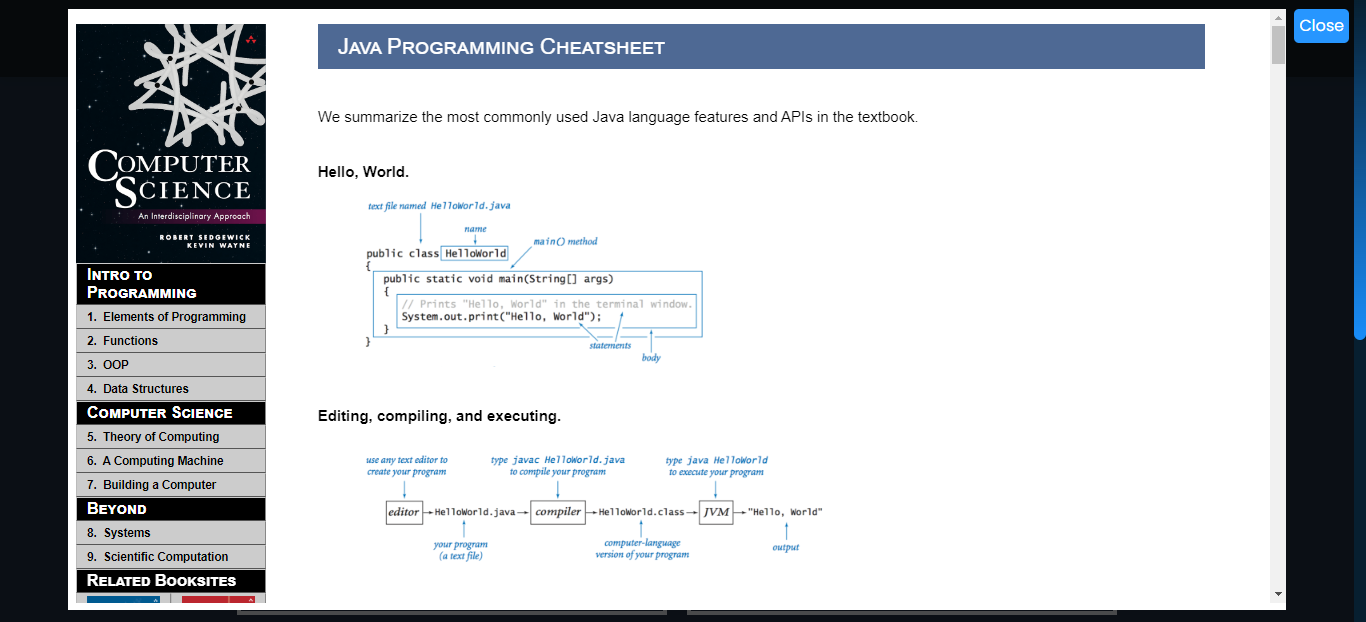 Close
COMPUTER
SCIENCE
An Interdisciplinary Approach
ROBERT SEDGEWICK
KEVIN WAYNE
INTRO TO
PROGRAMMING
1. Elements of Programming
2. Functions
3. OOP
4. Data Structures
COMPUTER SCIENCE
5. Theory of Computing
6. A Computing Machine
7. Building a Computer
BEYOND
8. Systems
9. Scientific Computation
RELATED BOOKSITES
JAVA PROGRAMMING CHEATSHEET
We summarize the most commonly used Java language features and APIs in the textbook.
Hello, World.
text file named HelloWorld.java
name
main() method
public class HelloWorld
{
public static void main(String[] args)
{
// Prints "Hello, World" in the terminal window.
System.out.print("Hello, World");
}
}
statements
body
Editing, compiling, and executing.
use any text editor to
create your program
type javac HelloWorld.java
to compile your program
type java HelloWorld
to execute your program
editor HelloWorld.java compiler HelloWorld.class JVM "Hello, World"
your program
(a text file)
computer-language
version of your program
output